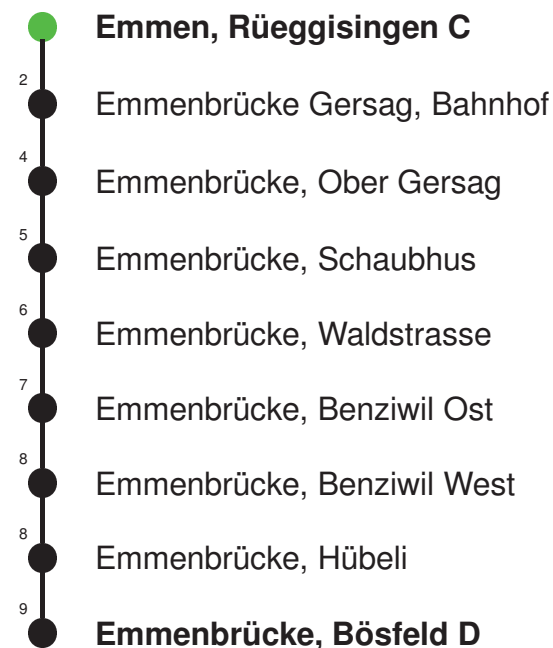 Emmen, Rüeggisingen C
2
Emmenbrücke Gersag, Bahnhof
4
Emmenbrücke, Ober Gersag
5
Emmenbrücke, Schaubhus
6
Emmenbrücke, Waldstrasse
7
Emmenbrücke, Benziwil Ost
8
Emmenbrücke, Benziwil West
8
Emmenbrücke, Hübeli
9
Emmenbrücke, Bösfeld D